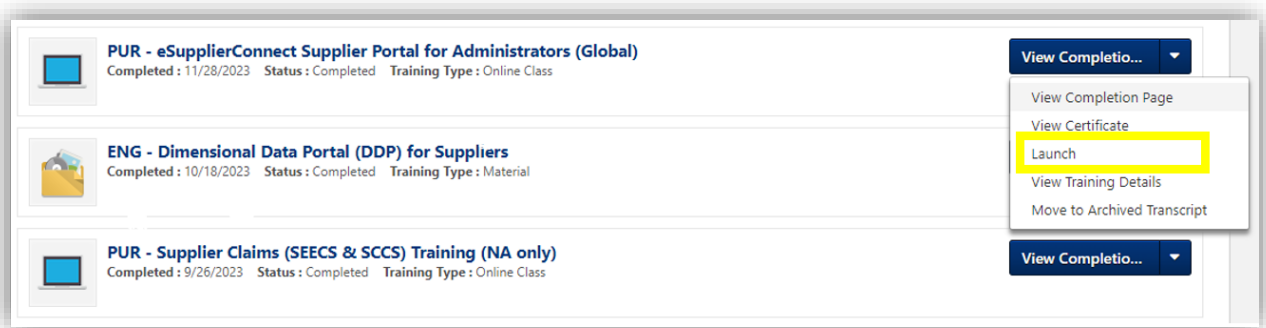 PUR - eSupplierConnect Supplier Portal for Administrators (Global)
Completed : 11/28/2023 Status : Completed Training Type : Online Class
View Completio...
View Completion Page
View Certificate
Launch
View Training Details
Move to Archived Transcript
ENG - Dimensional Data Portal (DDP) for Suppliers
Completed : 10/18/2023 Status : Completed Training Type : Material
PUR - Supplier Claims (SEECS & SCCS) Training (NA only)
Completed : 9/26/2023 Status : Completed Training Type : Online Class
View Completio...